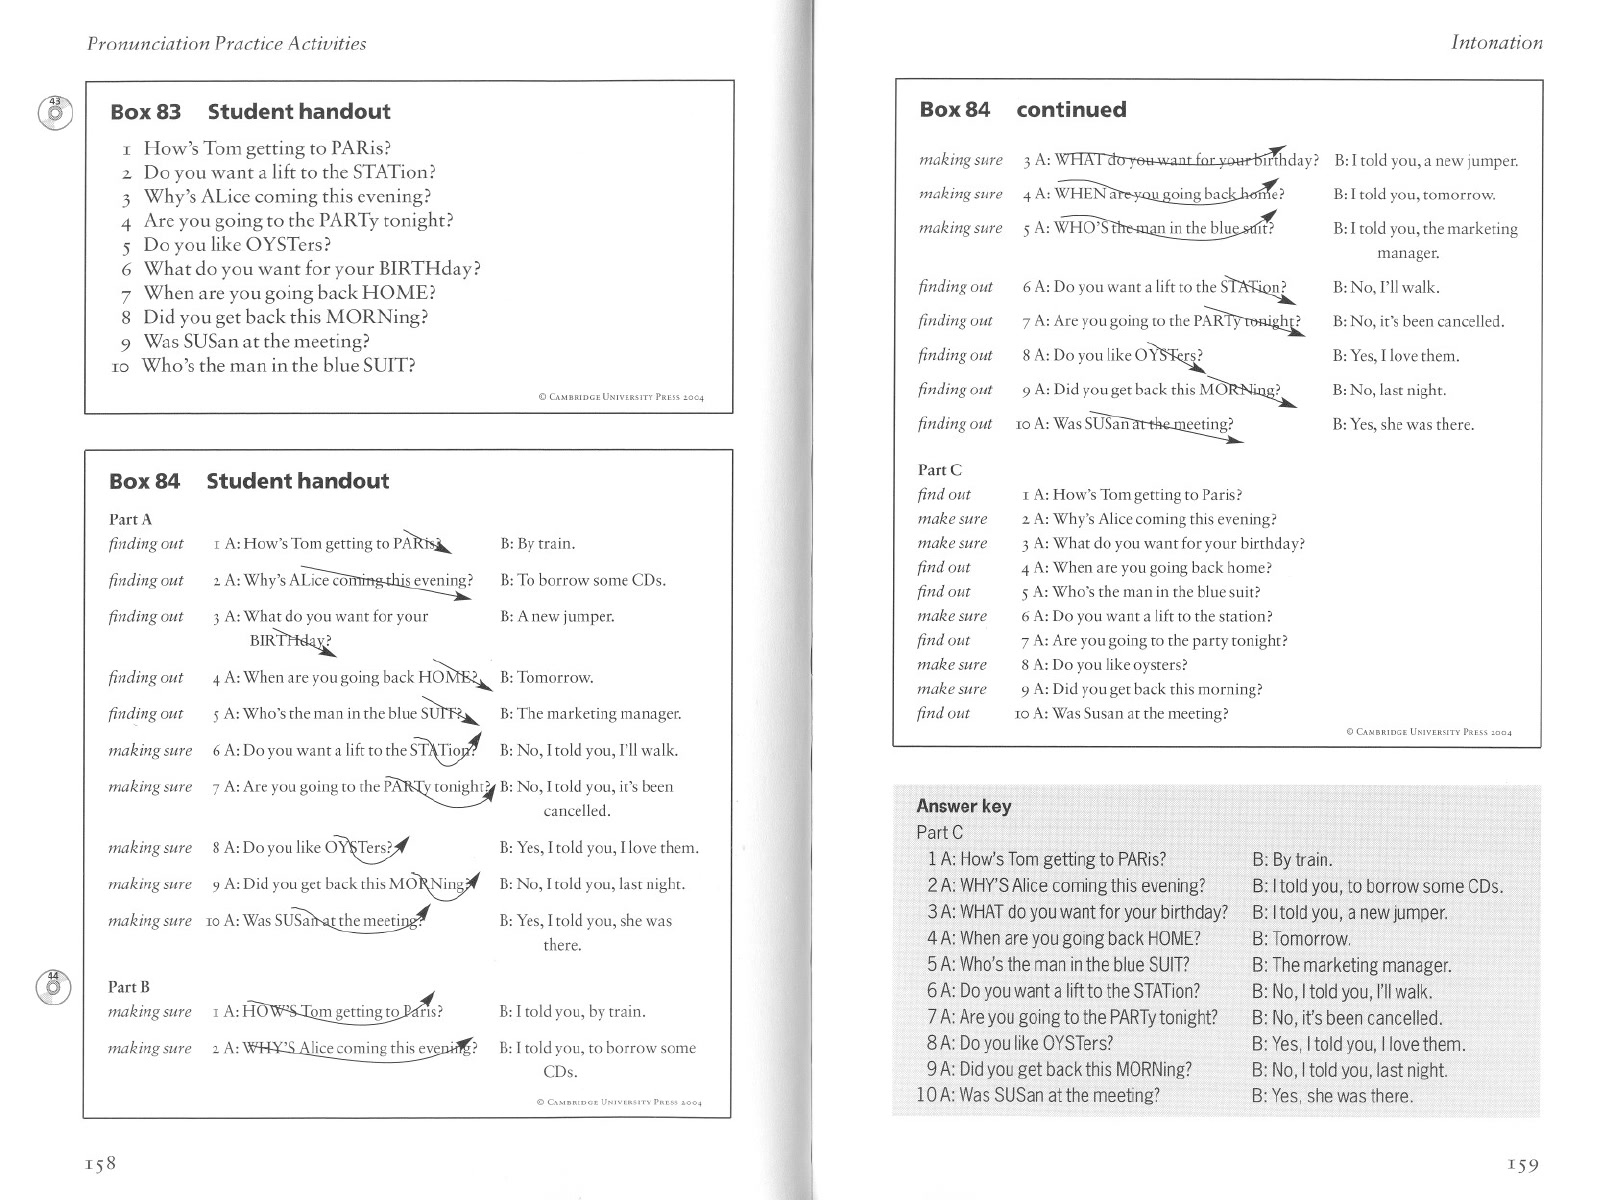 Pronunciation Practice Activities
43
Box 83 Student handout
1 How's Tom getting to PARis?
2 Do you want a lift to the STATion?
3 Why's ALice coming this evening?
4 Are you going to the PARTy tonight?
5 Do you like OYSTers?
6 What do you want for your BIRTHday?
7 When are you going back HOME?
8 Did you get back this MORNing?
9 Was SUSan at the meeting?
10 Who's the man in the blue SUIT?
© CAMBRIDGE UNIVERSITY PRESS 2004
Box 84 Student handout
Part A
finding out 1 A: How's Tom getting to PARis? B: By train.
finding out 2 A: Why's ALice coming this evening? B: To borrow some CDs.
finding out 3 A: What do you want for your B: A new jumper.
BIRTHday?
finding out 4 A: When are you going back HOME? B: Tomorrow.
finding out 5 A: Who's the man in the blue SUIT? B: The marketing manager.
making sure 6 A: Do you want a lift to the STATion? B: No, I told you, I'll walk.
making sure 7 A: Are you going to the PARTy tonight? B: No, I told you, it's been
cancelled.
making sure 8 A: Do you like OYSTers? B: Yes, I told you, I love them.
making sure 9 A: Did you get back this MORNing? B: No, I told you, last night.
making sure 10 A: Was SUSan at the meeting? B: Yes, I told you, she was
there.
44
Part B
making sure 1 A: HOW'S Tom getting to Paris? B: I told you, by train.
making sure 2 A: WHY'S Alice coming this evening? B: I told you, to borrow some
CDs.
© CAMBRIDGE UNIVERSITY PRESS 2004
158
Intonation
Box 84 continued
making sure 3 A: WHAT do you want for your birthday? B: I told you, a new jumper.
making sure 4 A: WHEN are you going back home? B: I told you, tomorrow.
making sure 5 A: WHO'S the man in the blue suit? B: I told you, the marketing
manager.
finding out 6 A: Do you want a lift to the STATion? B: No, I'll walk.
finding out 7 A: Are you going to the PARTy tonight? B: No, it's been cancelled.
finding out 8 A: Do you like OYSTers? B: Yes, I love them.
finding out 9 A: Did you get back this MORNing? B: No, last night.
finding out 10 A: Was SUSan at the meeting? B: Yes, she was there.
Part C
find out 1 A: How's Tom getting to Paris?
make sure 2 A: Why's Alice coming this evening?
make sure 3 A: What do you want for your birthday?
find out 4 A: When are you going back home?
find out 5 A: Who's the man in the blue suit?
make sure 6 A: Do you want a lift to the station?
find out 7 A: Are you going to the party tonight?
make sure 8 A: Do you like oysters?
make sure 9 A: Did you get back this morning?
find out 10 A: Was Susan at the meeting?
© CAMBRIDGE UNIVERSITY PRESS 2004
Answer key
Part C
1 A: How's Tom getting to PARis? B: By train.
2 A: WHY'S Alice coming this evening? B: I told you, to borrow some CDs.
3 A: WHAT do you want for your birthday? B: I told you, a new jumper.
4 A: When are you going back HOME? B: Tomorrow.
5 A: Who's the man in the blue SUIT? B: The marketing manager.
6 A: Do you want a lift to the STATion? B: No, I told you, I'll walk.
7 A: Are you going to the PARTy tonight? B: No, it's been cancelled.
8 A: Do you like OYSTers? B: Yes, I told you, I love them.
9 A: Did you get back this MORNing? B: No, I told you, last night.
10 A: Was SUSan at the meeting? B: Yes, she was there.
159